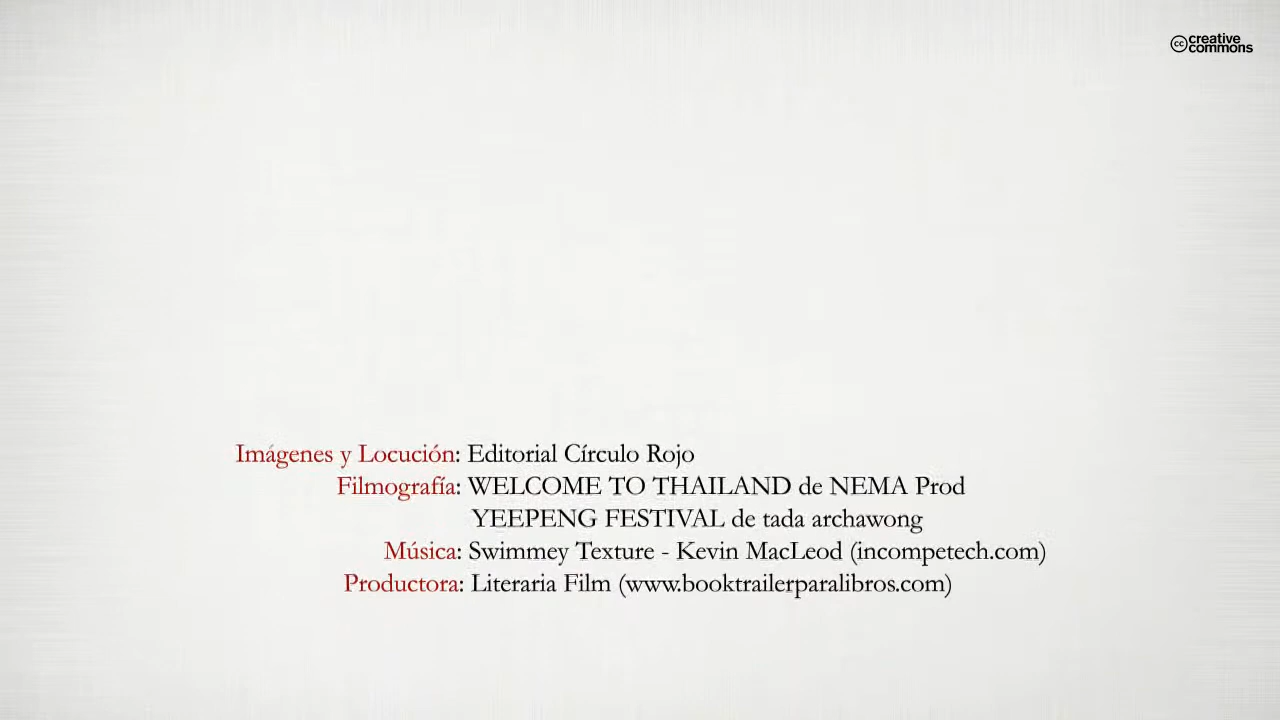 creative
commons
Imágenes y Locución: Editorial Círculo Rojo
Filmografía: WELCOME TO THAILAND de NEMA Prod
YEEPENG FESTIVAL de tada archawong
Música: Swimmey Texture - Kevin MacLeod (incompetech.com)
Productora: Literaria Film (www.booktrailerparalibros.com)